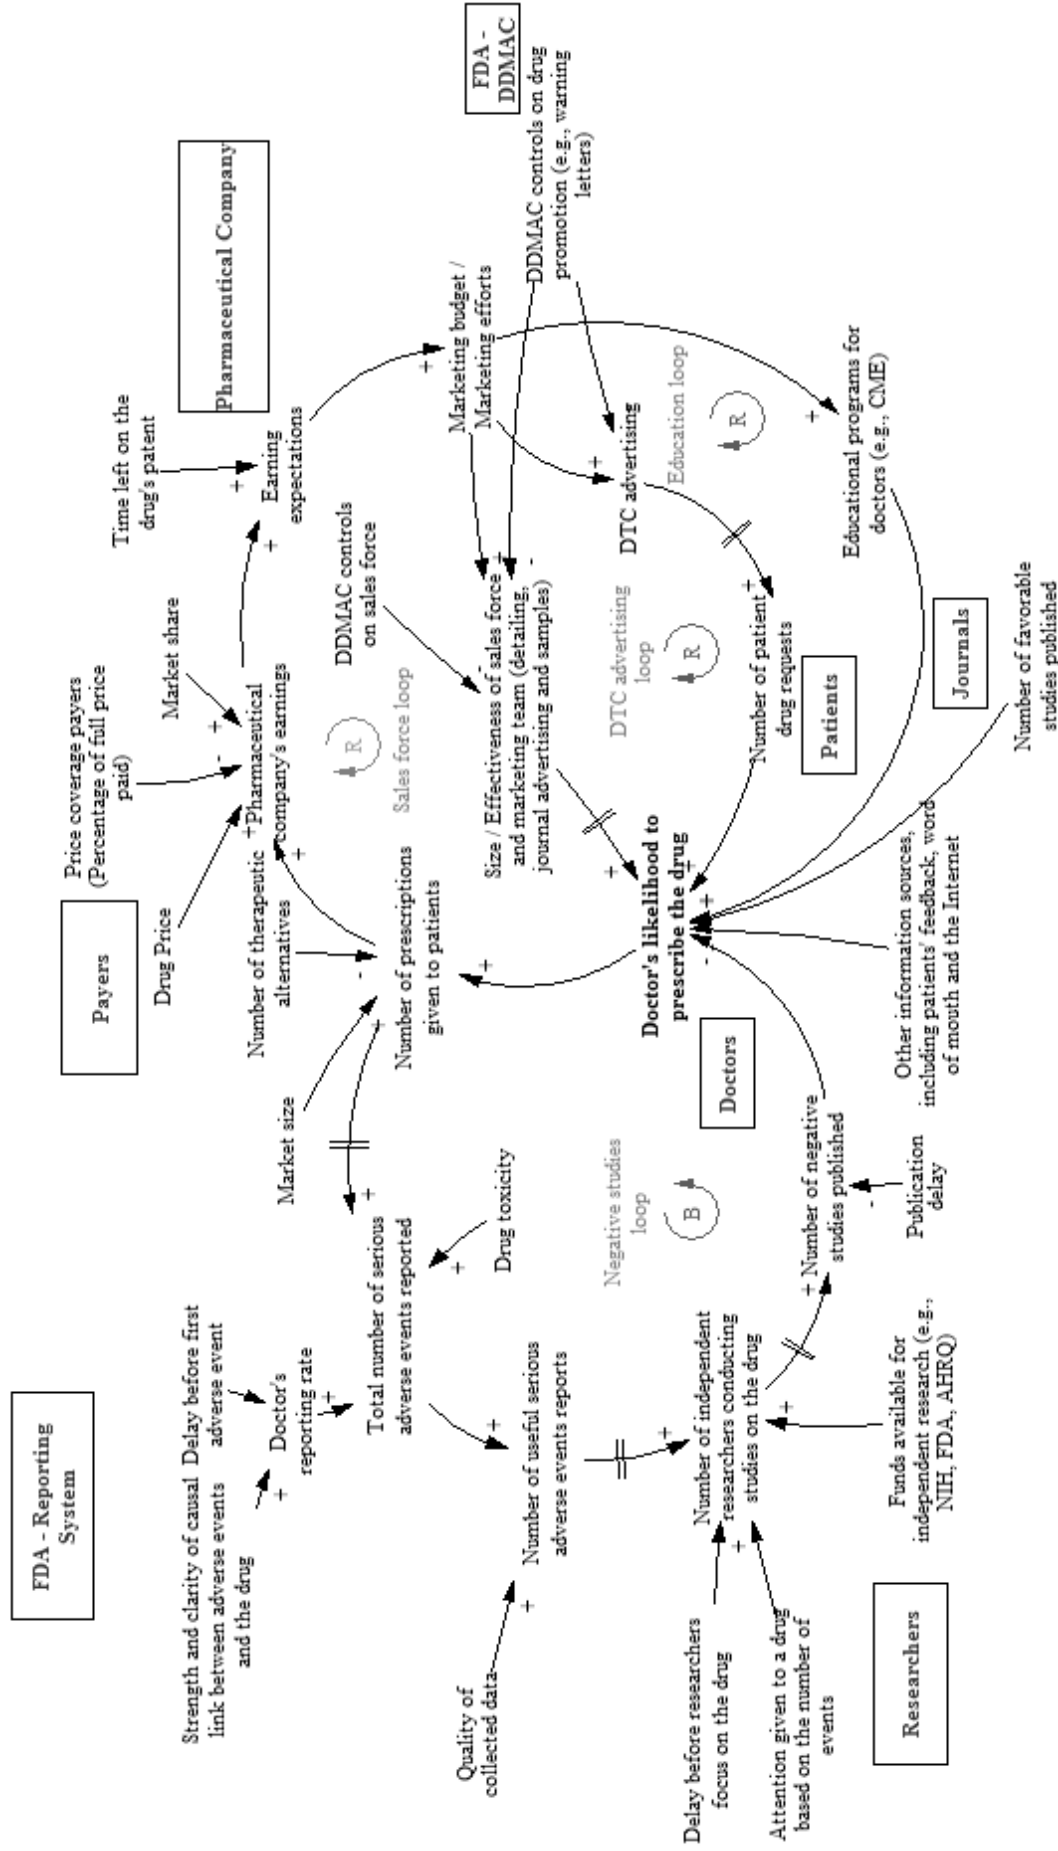 FDA - Reporting
System
Payers
Pharmaceutical Company
Price coverage payers
(Percentage of full price
paid)
Time left on the
drug's patent
Drug Price
Market share
Strength and clarity of causal
link between adverse events
and the drug
Delay before first
adverse event
Number of therapeutic
alternatives
Pharmaceutical
company's earnings
Earning
expectations
Doctor's
reporting rate
Market size
Total number of serious
adverse events reported
Number of prescriptions
given to patients
Sales force loop
R
DDMAC controls
on sales force
Marketing budget /
Marketing efforts
FDA -
DDMAC
DDMAC controls on drug
promotion (e.g., warning
letters)
Quality of
collected data
Number of useful serious
adverse events reports
Drug toxicity
Size / Effectiveness of sales force
and marketing team (detailing,
journal advertising and samples)
Negative studies
loop
B
Doctor's likelihood to
prescribe the drug
DTC advertising
loop
R
DTC advertising
Education loop
R
Delay before researchers
focus on the drug
Number of independent
researchers conducting
studies on the drug
Doctors
Number of patient
drug requests
Attention given to a drug
based on the number of
events
Number of negative
studies published
Patients
Educational programs for
doctors (e.g., CME)
Researchers
Funds available for
independent research (e.g.,
NIH, FDA, AHRQ)
Publication
delay
Other information sources,
including patients' feedback, word
of mouth and the Internet
Journals
Number of favorable
studies published